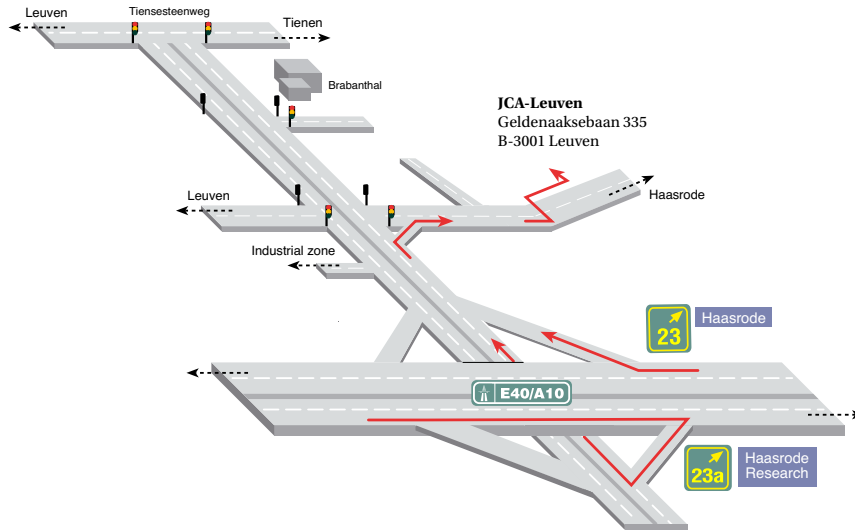 Leuven
Tiensesteenweg
Tienen
Brabanthal
JCA-Leuven
Geldenaaksebaan 335
B-3001 Leuven
Leuven
Haasrode
Industrial zone
23
Haasrode
E40/A10
23a
Haasrode
Research